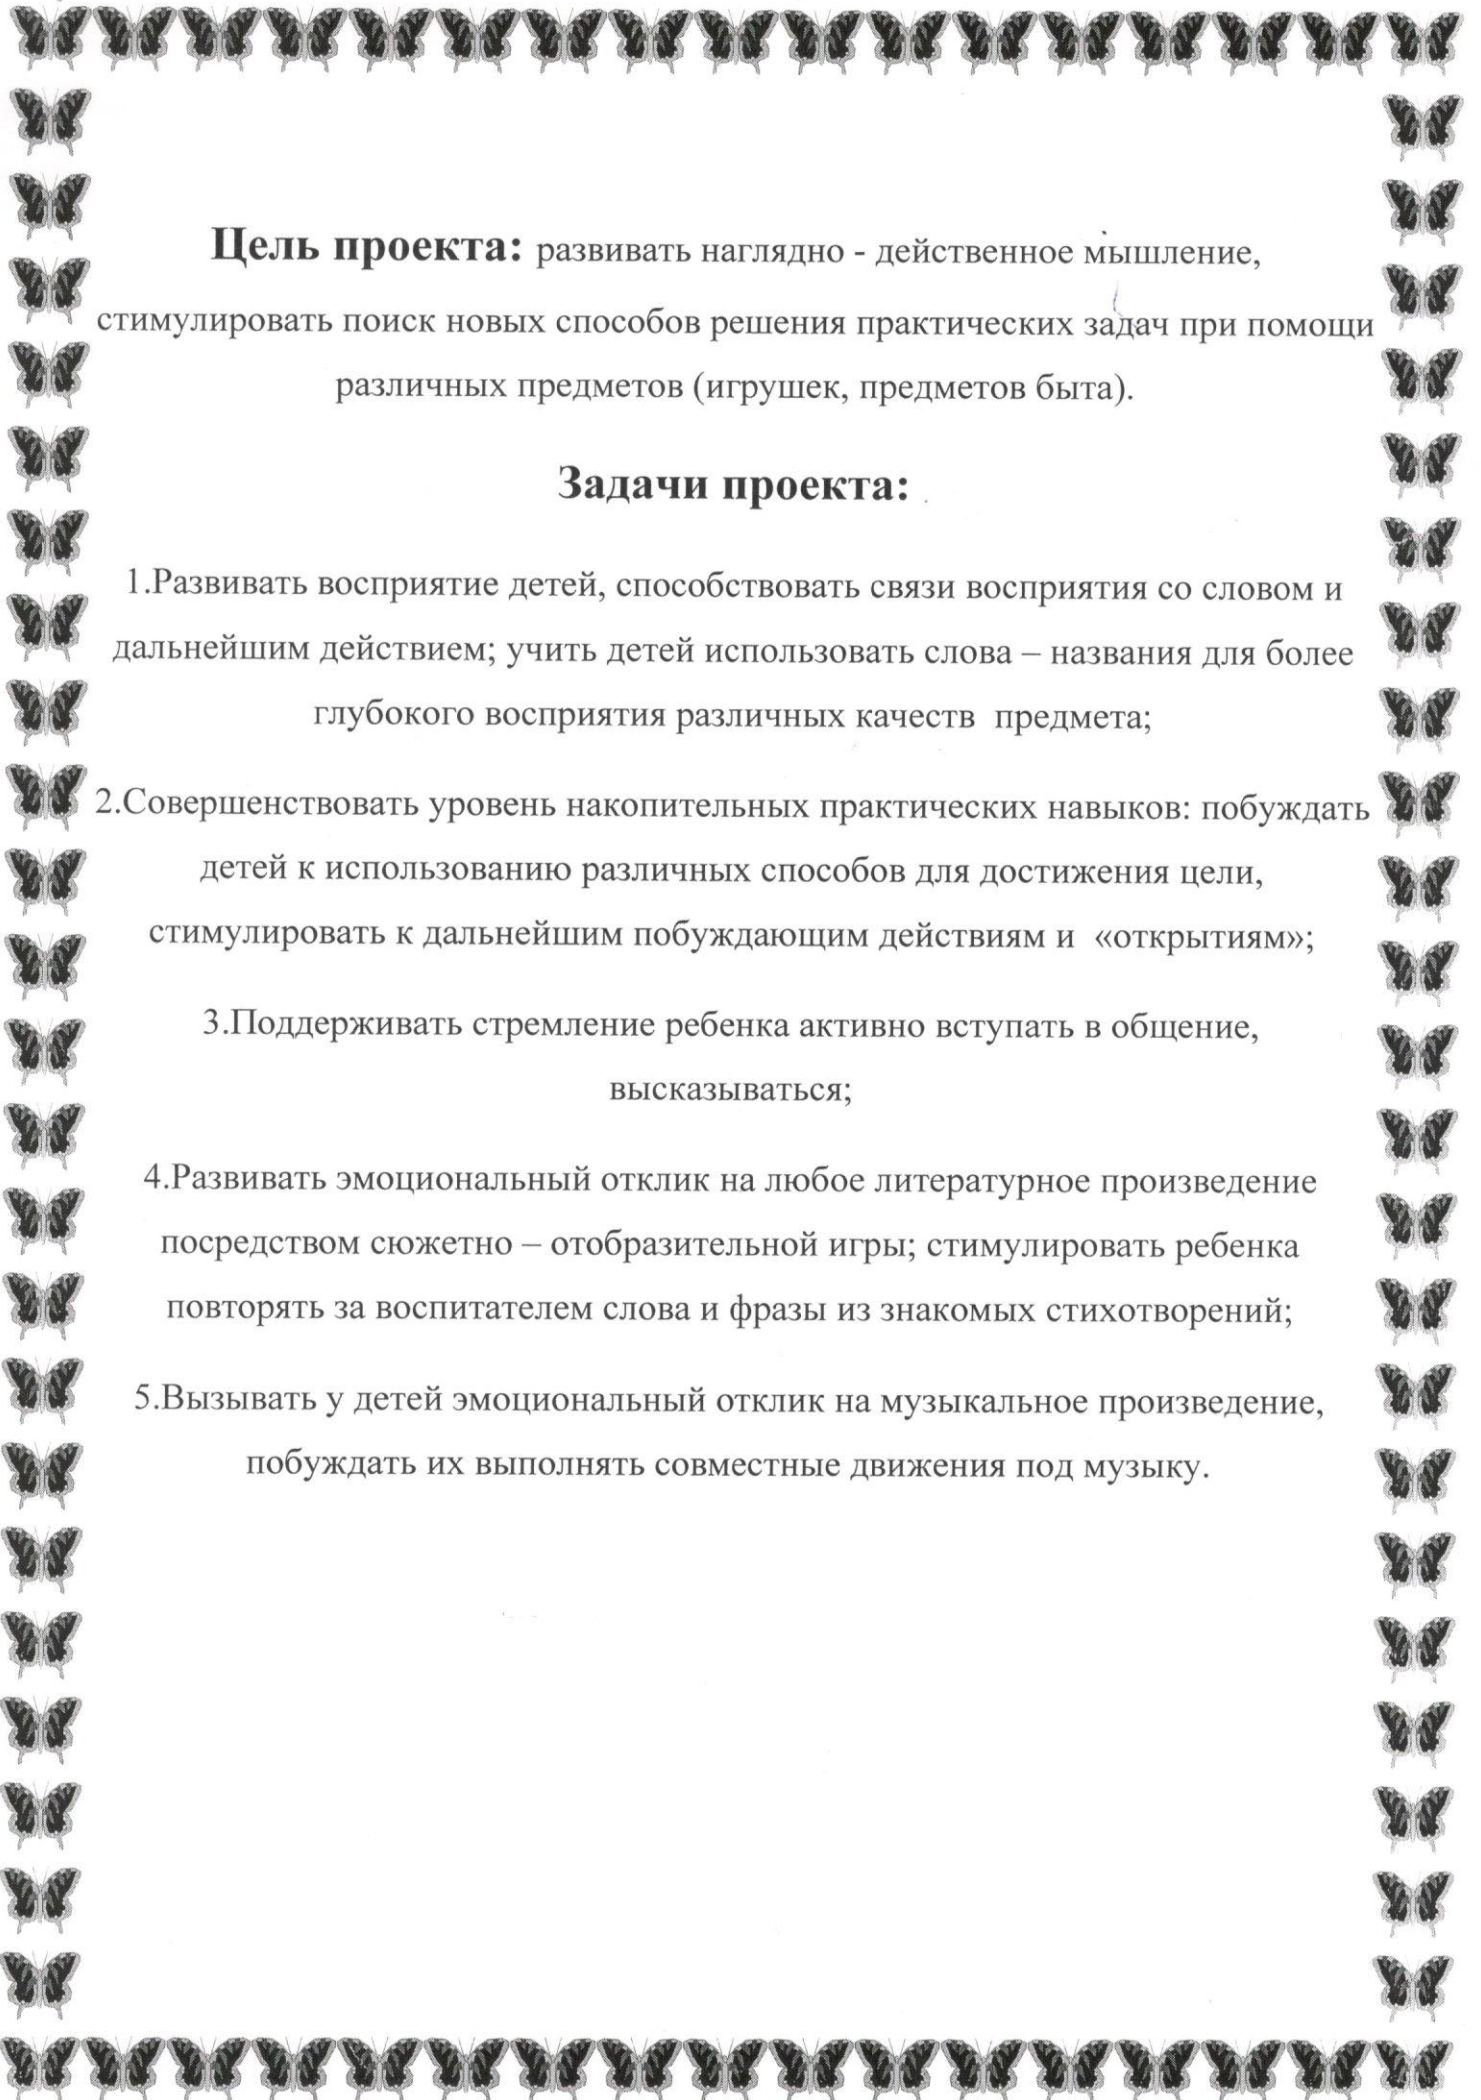 Цель проекта: развивать наглядно - действенное мышление,
стимулировать поиск новых способов решения практических задач при помощи
различных предметов (игрушек, предметов быта).
Задачи проекта:
1.Развивать восприятие детей, способствовать связи восприятия со словом и
дальнейшим действием; учить детей использовать слова – названия для более
глубокого восприятия различных качеств предмета;
2.Совершенствовать уровень накопительных практических навыков: побуждать
детей к использованию различных способов для достижения цели,
стимулировать к дальнейшим побуждающим действиям и «открытиям»;
3.Поддерживать стремление ребенка активно вступать в общение,
высказываться;
4.Развивать эмоциональный отклик на любое литературное произведение
посредством сюжетно – отобразительной игры; стимулировать ребенка
повторять за воспитателем слова и фразы из знакомых стихотворений;
5.Вызывать у детей эмоциональный отклик на музыкальное произведение,
побуждать их выполнять совместные движения под музыку.